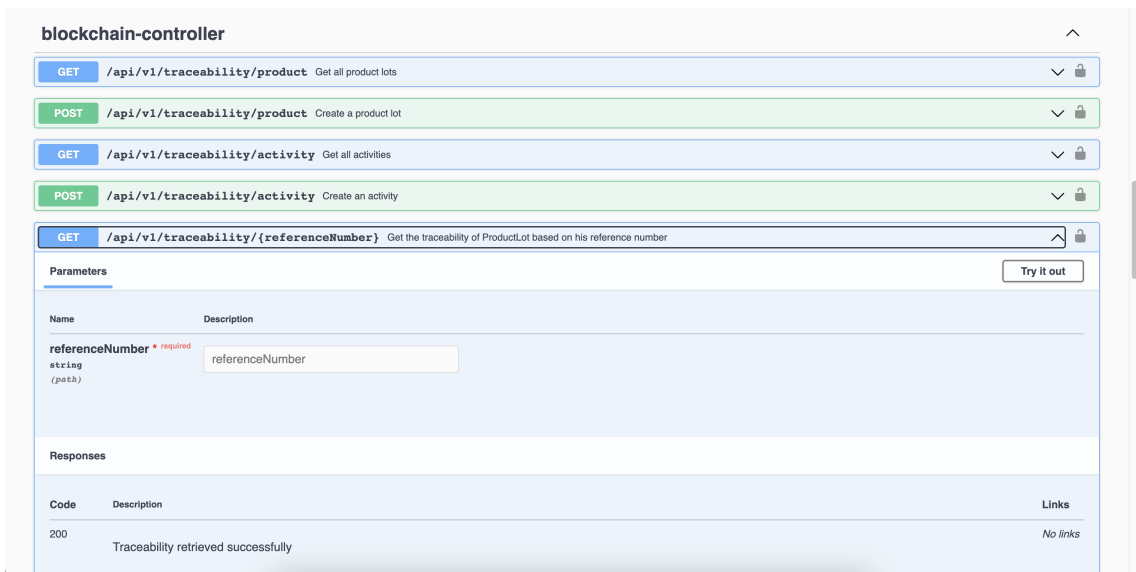 blockchain-controller
GET /api/v1/traceability/product Get all product lots
POST /api/v1/traceability/product Create a product lot
GET /api/v1/traceability/activity Get all activities
POST /api/v1/traceability/activity Create an activity
GET /api/v1/traceability/{referenceNumber} Get the traceability of ProductLot based on his reference number
Parameters Try it out
Name Description
referenceNumber * required
string
(path)
referenceNumber
Responses
Code Description Links
200 No links
Traceability retrieved successfully